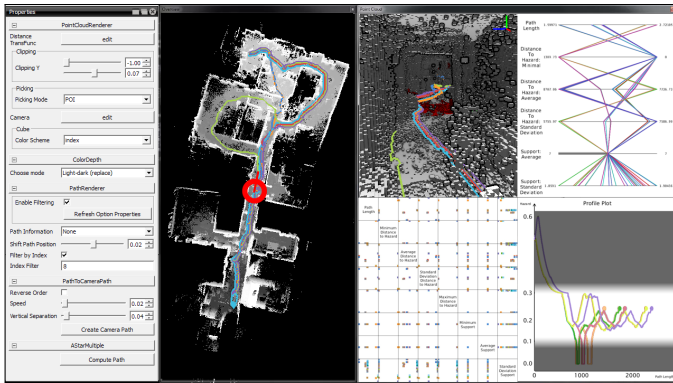 Properties
PointCloudRenderer
Distance
TransFunc
edit
Clipping
Clipping Y
-1.00
0.07
Picking
Picking Mode
POI
Camera
edit
Cube
Color Scheme
index
ColorDepth
Choose mode
Light-dark (replace)
PathRenderer
Enable Filtering
Refresh Option Properties
Path Information
None
Shift Path Position
0.02
Filter by Index
Index Filter
8
PathToCameraPath
Reverse Order
Speed
0.02
Vertical Separation
0.04
Create Camera Path
AStarMultiple
Compute Path
Overview
Point Cloud
Path
Length
Distance
To
Hazard:
Minimal
Distance
To
Hazard:
Average
Distance
To
Hazard:
Standard
Deviation
Support:
Average
Support:
Standard
Deviation
Path
Length
Minimum
Distance
to Hazard
Average
Distance
to Hazard
Standard
Deviation
Distance
to Hazard
Maximum
Distance
to Hazard
Minimum
Support
Average
Support
Standard
Deviation
Support
Hazard
Profile Plot
0.6
0.3
0.2
0.1
0.0
0
1000
2000
Path Length